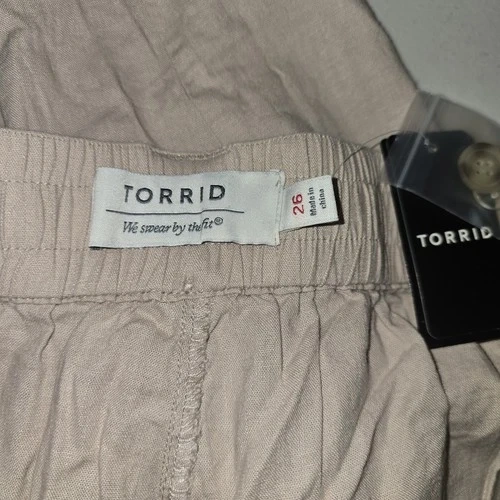 TORRID
We swear by the fit®
26
Made in
china
TORRID